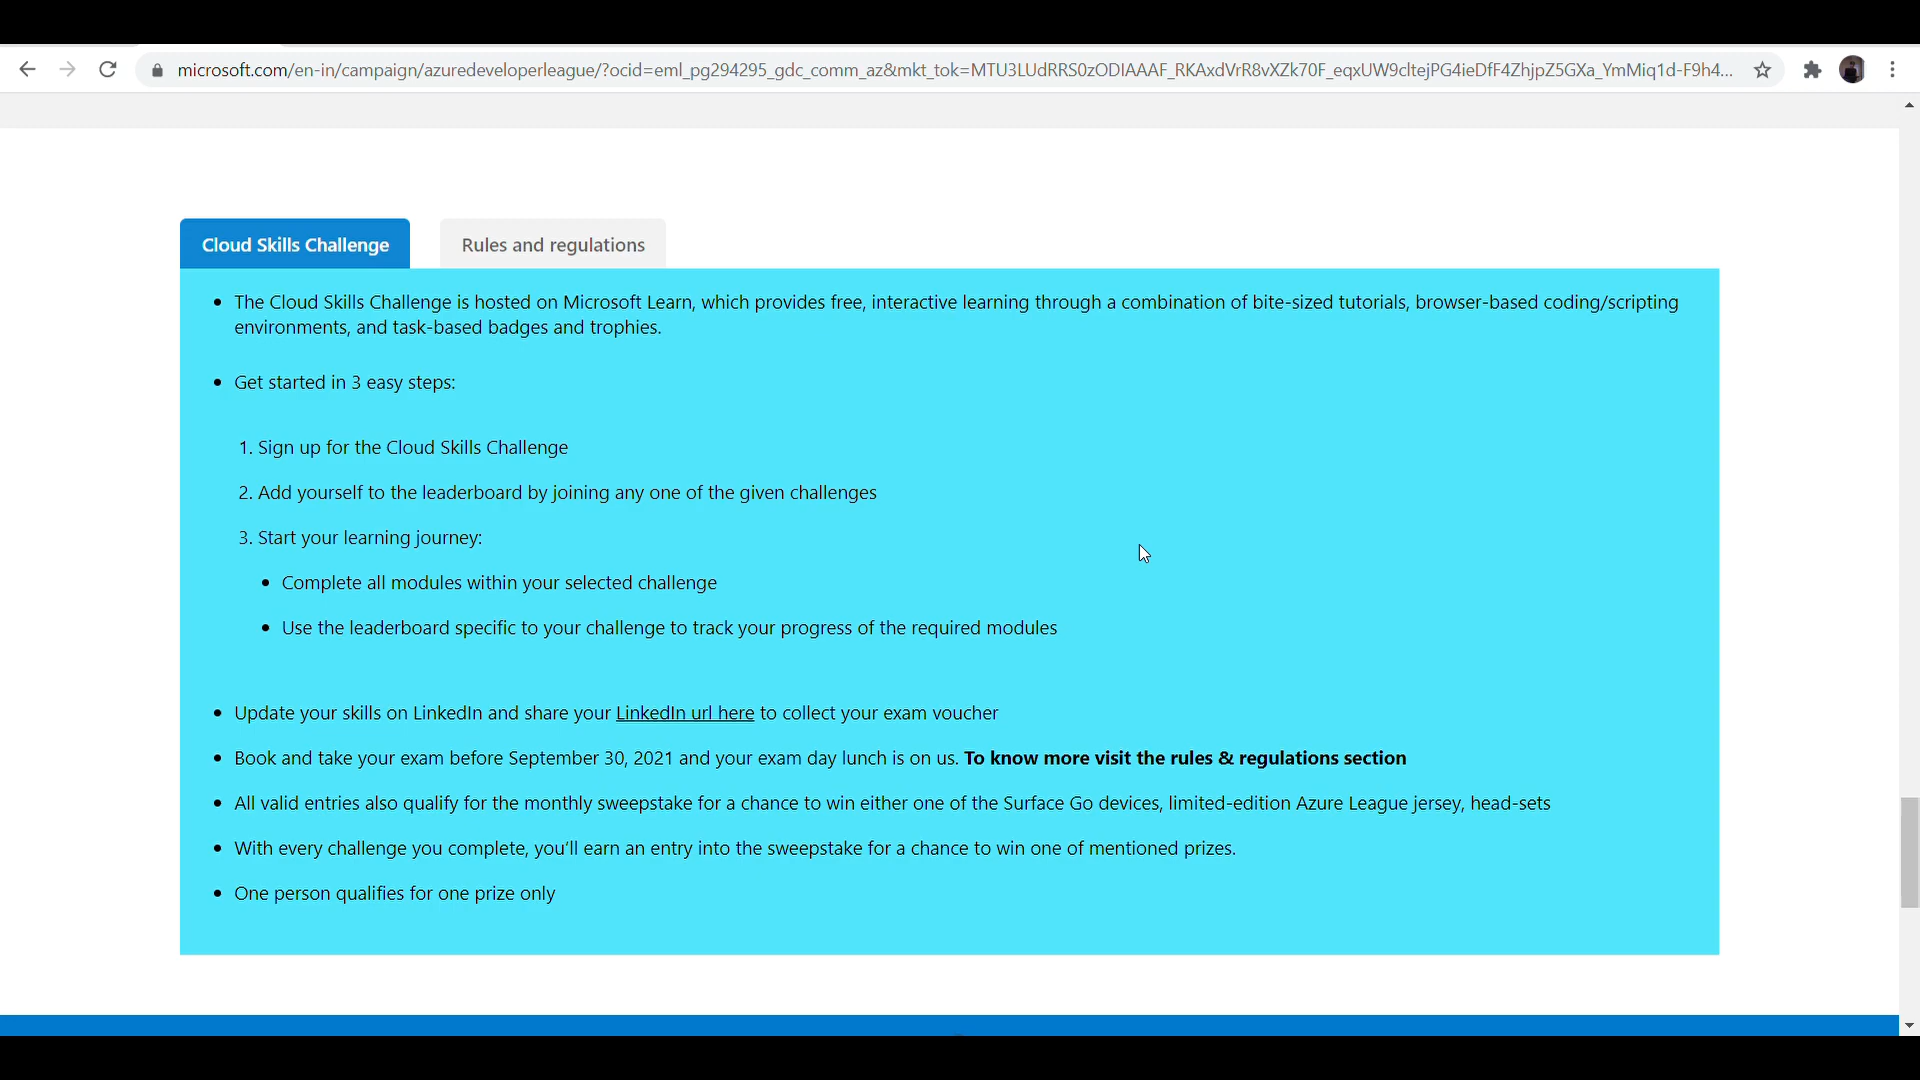 microsoft.com/en-in/campaign/azuredeveloperleague/?ocid=eml_pg294295_gdc_comm_az&mkt_tok=MTU3LUdRRS0zODIAAAF_RKAxdVrR8vXZk70F_eqxUW9cltejPG4ieDfF4ZhjpZ5GXa_YmMiq1d-F9h4...
Cloud Skills Challenge
Rules and regulations
• The Cloud Skills Challenge is hosted on Microsoft Learn, which provides free, interactive learning through a combination of bite-sized tutorials, browser-based coding/scripting
environments, and task-based badges and trophies.
• Get started in 3 easy steps:
1. Sign up for the Cloud Skills Challenge
2. Add yourself to the leaderboard by joining any one of the given challenges
3. Start your learning journey:
• Complete all modules within your selected challenge
• Use the leaderboard specific to your challenge to track your progress of the required modules
• Update your skills on LinkedIn and share your LinkedIn url here to collect your exam voucher
• Book and take your exam before September 30, 2021 and your exam day lunch is on us. To know more visit the rules & regulations section
• All valid entries also qualify for the monthly sweepstake for a chance to win either one of the Surface Go devices, limited-edition Azure League jersey, head-sets
• With every challenge you complete, you’ll earn an entry into the sweepstake for a chance to win one of mentioned prizes.
• One person qualifies for one prize only